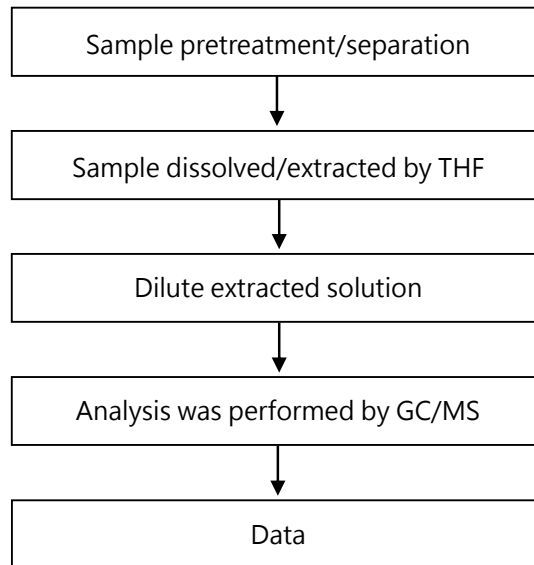 Sample pretreatment/separation
Sample dissolved/extracted by THF
Dilute extracted solution
Analysis was performed by GC/MS
Data